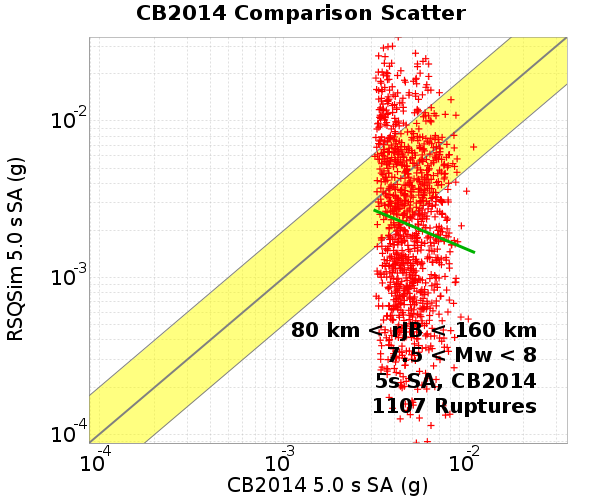 CB2014 Comparison Scatter
RSQSim 5.0 s SA (g)
10-2
10-3
10-4
80 km < rJB < 160 km
7.5 < Mw < 8
5s SA, CB2014
1107 Ruptures
10-4
10-3
10-2
CB2014 5.0 s SA (g)